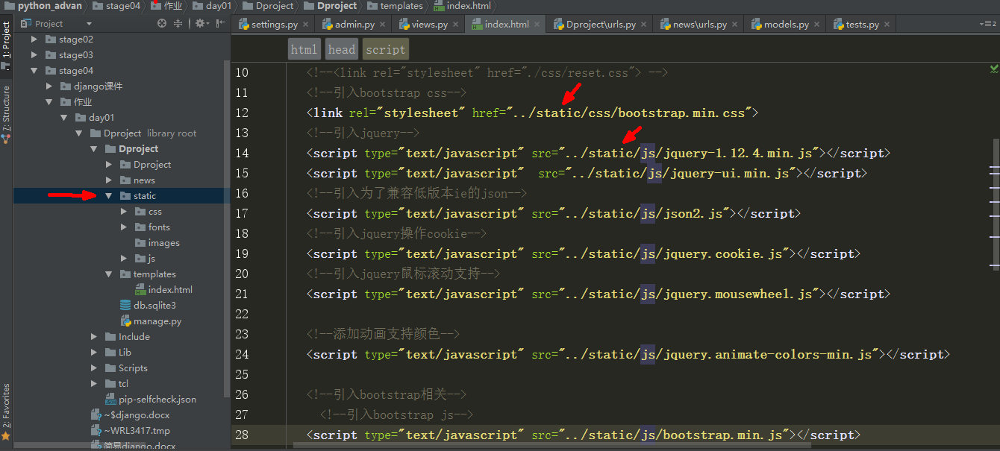 python_advan stage04 作业 day01 Dproject Dproject templates index.html
Project
settings.py admin.py views.py index.html Dproject\urls.py news\urls.py models.py tests.py 2
1: Project
7: Structure
2: Favorites
stage02
stage03
stage04
django课件
作业
day01
Dproject library root
Dproject
Dproject
news
static
css
fonts
images
js
templates
index.html
db.sqlite3
manage.py
Include
Lib
Scripts
tcl
pip-selfcheck.json
~$django.docx
~WRL3417.tmp
简易django.docx
html head script
10 <!--<link rel="stylesheet" href="./css/reset.css"> -->
11 <!--引入bootstrap css-->
12 <link rel="stylesheet" href="../static/css/bootstrap.min.css">
13 <!--引入jquery-->
14 <script type="text/javascript" src="../static/js/jquery-1.12.4.min.js"></script>
15 <script type="text/javascript"  src="../static/js/jquery-ui.min.js"></script>
16 <!--引入为了兼容低版本ie的json-->
17 <script type="text/javascript" src="../static/js/json2.js"></script>
18 <!--引入jquery操作cookie-->
19 <script type="text/javascript" src="../static/js/jquery.cookie.js"></script>
20 <!--引入jquery鼠标滚动支持-->
21 <script type="text/javascript" src="../static/js/jquery.mousewheel.js"></script>
22
23 <!--添加动画支持颜色-->
24 <script type="text/javascript" src="../static/js/jquery.animate-colors-min.js"></script>
25
26 <!--引入bootstrap相关-->
27 <!--引入bootstrap js-->
28 <script type="text/javascript" src="../static/js/bootstrap.min.js"></script>